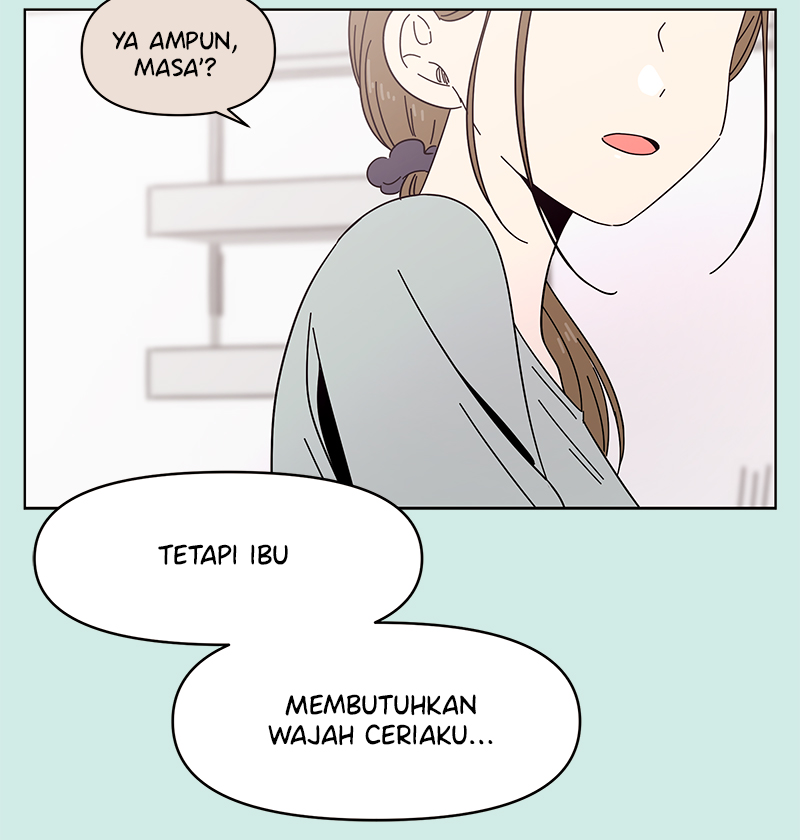 YA AMPUN,
MASA'?
TETAPI IBU
MEMBUTUHKAN
WAJAH CERIAKU...